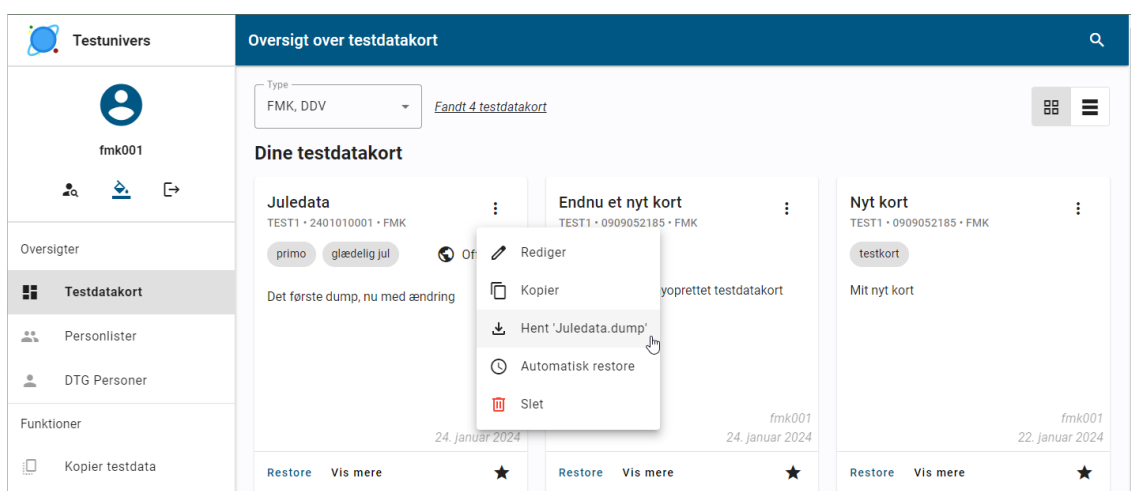 Testunivers
Oversigt over testdatakort
fmk001
Oversigter
Testdatakort
Personlister
DTG Personer
Funktioner
Kopier testdata
Type
FMK, DDV
Fandt 4 testdatakort
Dine testdatakort
Juledata
TEST1 • 2401010001 • FMK
primo glædelig jul
Det første dump, nu med ændring
24. januar 2024
Restore Vis mere
Rediger
Kopier
Hent 'Juledata.dump'
Automatisk restore
Slet
Endnu et nyt kort
TEST1 • 0909052185 • FMK
testdatakort
fmk001
24. januar 2024
Restore Vis mere
Nyt kort
TEST1 • 0909052185 • FMK
testkort
Mit nyt kort
fmk001
22. januar 2024
Restore Vis mere